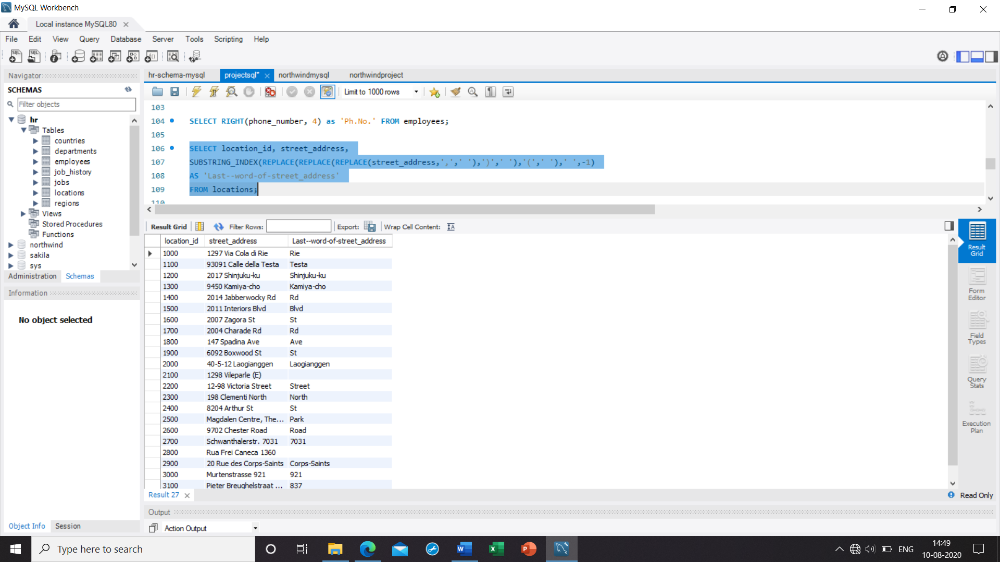 MySQL Workbench
Local instance MySQL80
File Edit View Query Database Server Tools Scripting Help
Navigator
SCHEMAS
Filter objects
hr
Tables
countries
departments
employees
job_history
jobs
locations
regions
Views
Stored Procedures
Functions
northwind
sakila
sys
Administration Schemas
Information
No object selected
Object Info Session
hr-schema-mysql projectsql* northwindmysql northwindproject
Limit to 1000 rows
103
104 SELECT RIGHT(phone_number, 4) as 'Ph.No.' FROM employees;
105
106 SELECT location_id, street_address,
107 SUBSTRING_INDEX(REPLACE(REPLACE(REPLACE(street_address,',',' '),')',' '),'(',' '),' ',-1)
108 AS 'Last--word-of-street_address'
109 FROM locations;
110
Result Grid Filter Rows: Export: Wrap Cell Content:
location_id street_address Last--word-of-street_address
1000 1297 Via Cola di Rie Rie
1100 93091 Calle della Testa Testa
1200 2017 Shinjuku-ku Shinjuku-ku
1300 9450 Kamiya-cho Kamiya-cho
1400 2014 Jabberwocky Rd Rd
1500 2011 Interiors Blvd Blvd
1600 2007 Zagora St St
1700 2004 Charade Rd Rd
1800 147 Spadina Ave Ave
1900 6092 Boxwood St St
2000 40-5-12 Laogianggen Laogianggen
2100 1298 Vileparle (E)
2200 12-98 Victoria Street Street
2300 198 Clementi North North
2400 8204 Arthur St St
2500 Magdalen Centre, The... Park
2600 9702 Chester Road Road
2700 Schwanthalerstr. 7031 7031
2800 Rua Frei Caneca 1360
2900 20 Rue des Corps-Saints Corps-Saints
3000 Murtenstrasse 921 921
3100 Pieter Breughelstraat ... 837
Result Grid
Form Editor
Field Types
Query Stats
Execution Plan
Result 27
Read Only
Output
Action Output
Type here to search
ENG
14:49
10-08-2020